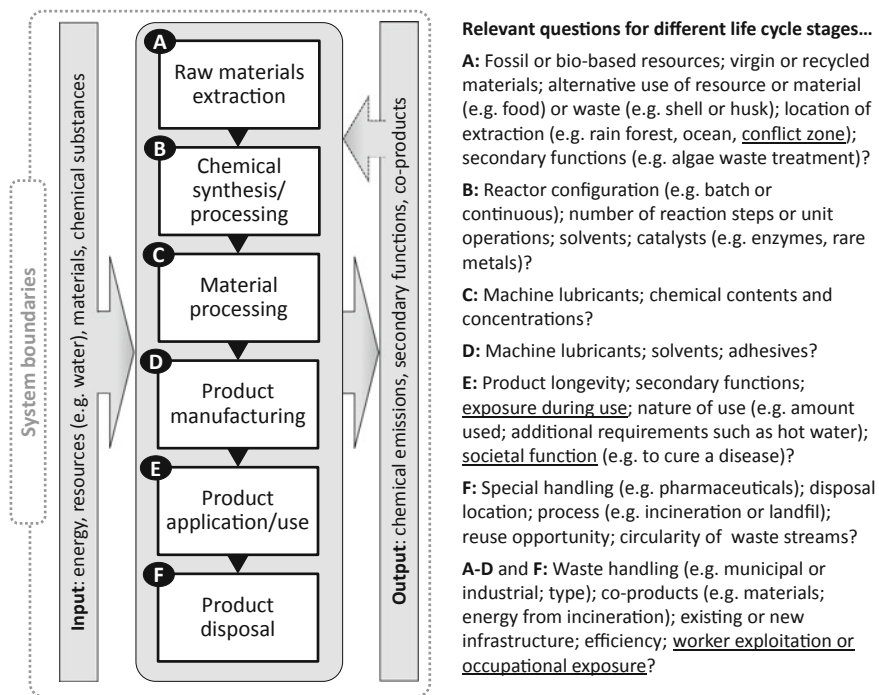 System boundaries
Input: energy, resources (e.g. water), materials, chemical substances
A
Raw materials
extraction
B
Chemical
synthesis/
processing
C
Material
processing
D
Product
manufacturing
E
Product
application/use
F
Product
disposal
Output: chemical emissions, secondary functions, co-products
Relevant questions for different life cycle stages...
A: Fossil or bio-based resources; virgin or recycled
materials; alternative use of resource or material
(e.g. food) or waste (e.g. shell or husk); location of
extraction (e.g. rain forest, ocean, conflict zone);
secondary functions (e.g. algae waste treatment)?
B: Reactor configuration (e.g. batch or
continuous); number of reaction steps or unit
operations; solvents; catalysts (e.g. enzymes, rare
metals)?
C: Machine lubricants; chemical contents and
concentrations?
D: Machine lubricants; solvents; adhesives?
E: Product longevity; secondary functions;
exposure during use; nature of use (e.g. amount
used; additional requirements such as hot water);
societal function (e.g. to cure a disease)?
F: Special handling (e.g. pharmaceuticals); disposal
location; process (e.g. incineration or landfil);
reuse opportunity; circularity of waste streams?
A-D and F: Waste handling (e.g. municipal or
industrial; type); co-products (e.g. materials;
energy from incineration); existing or new
infrastructure; efficiency; worker exploitation or
occupational exposure?